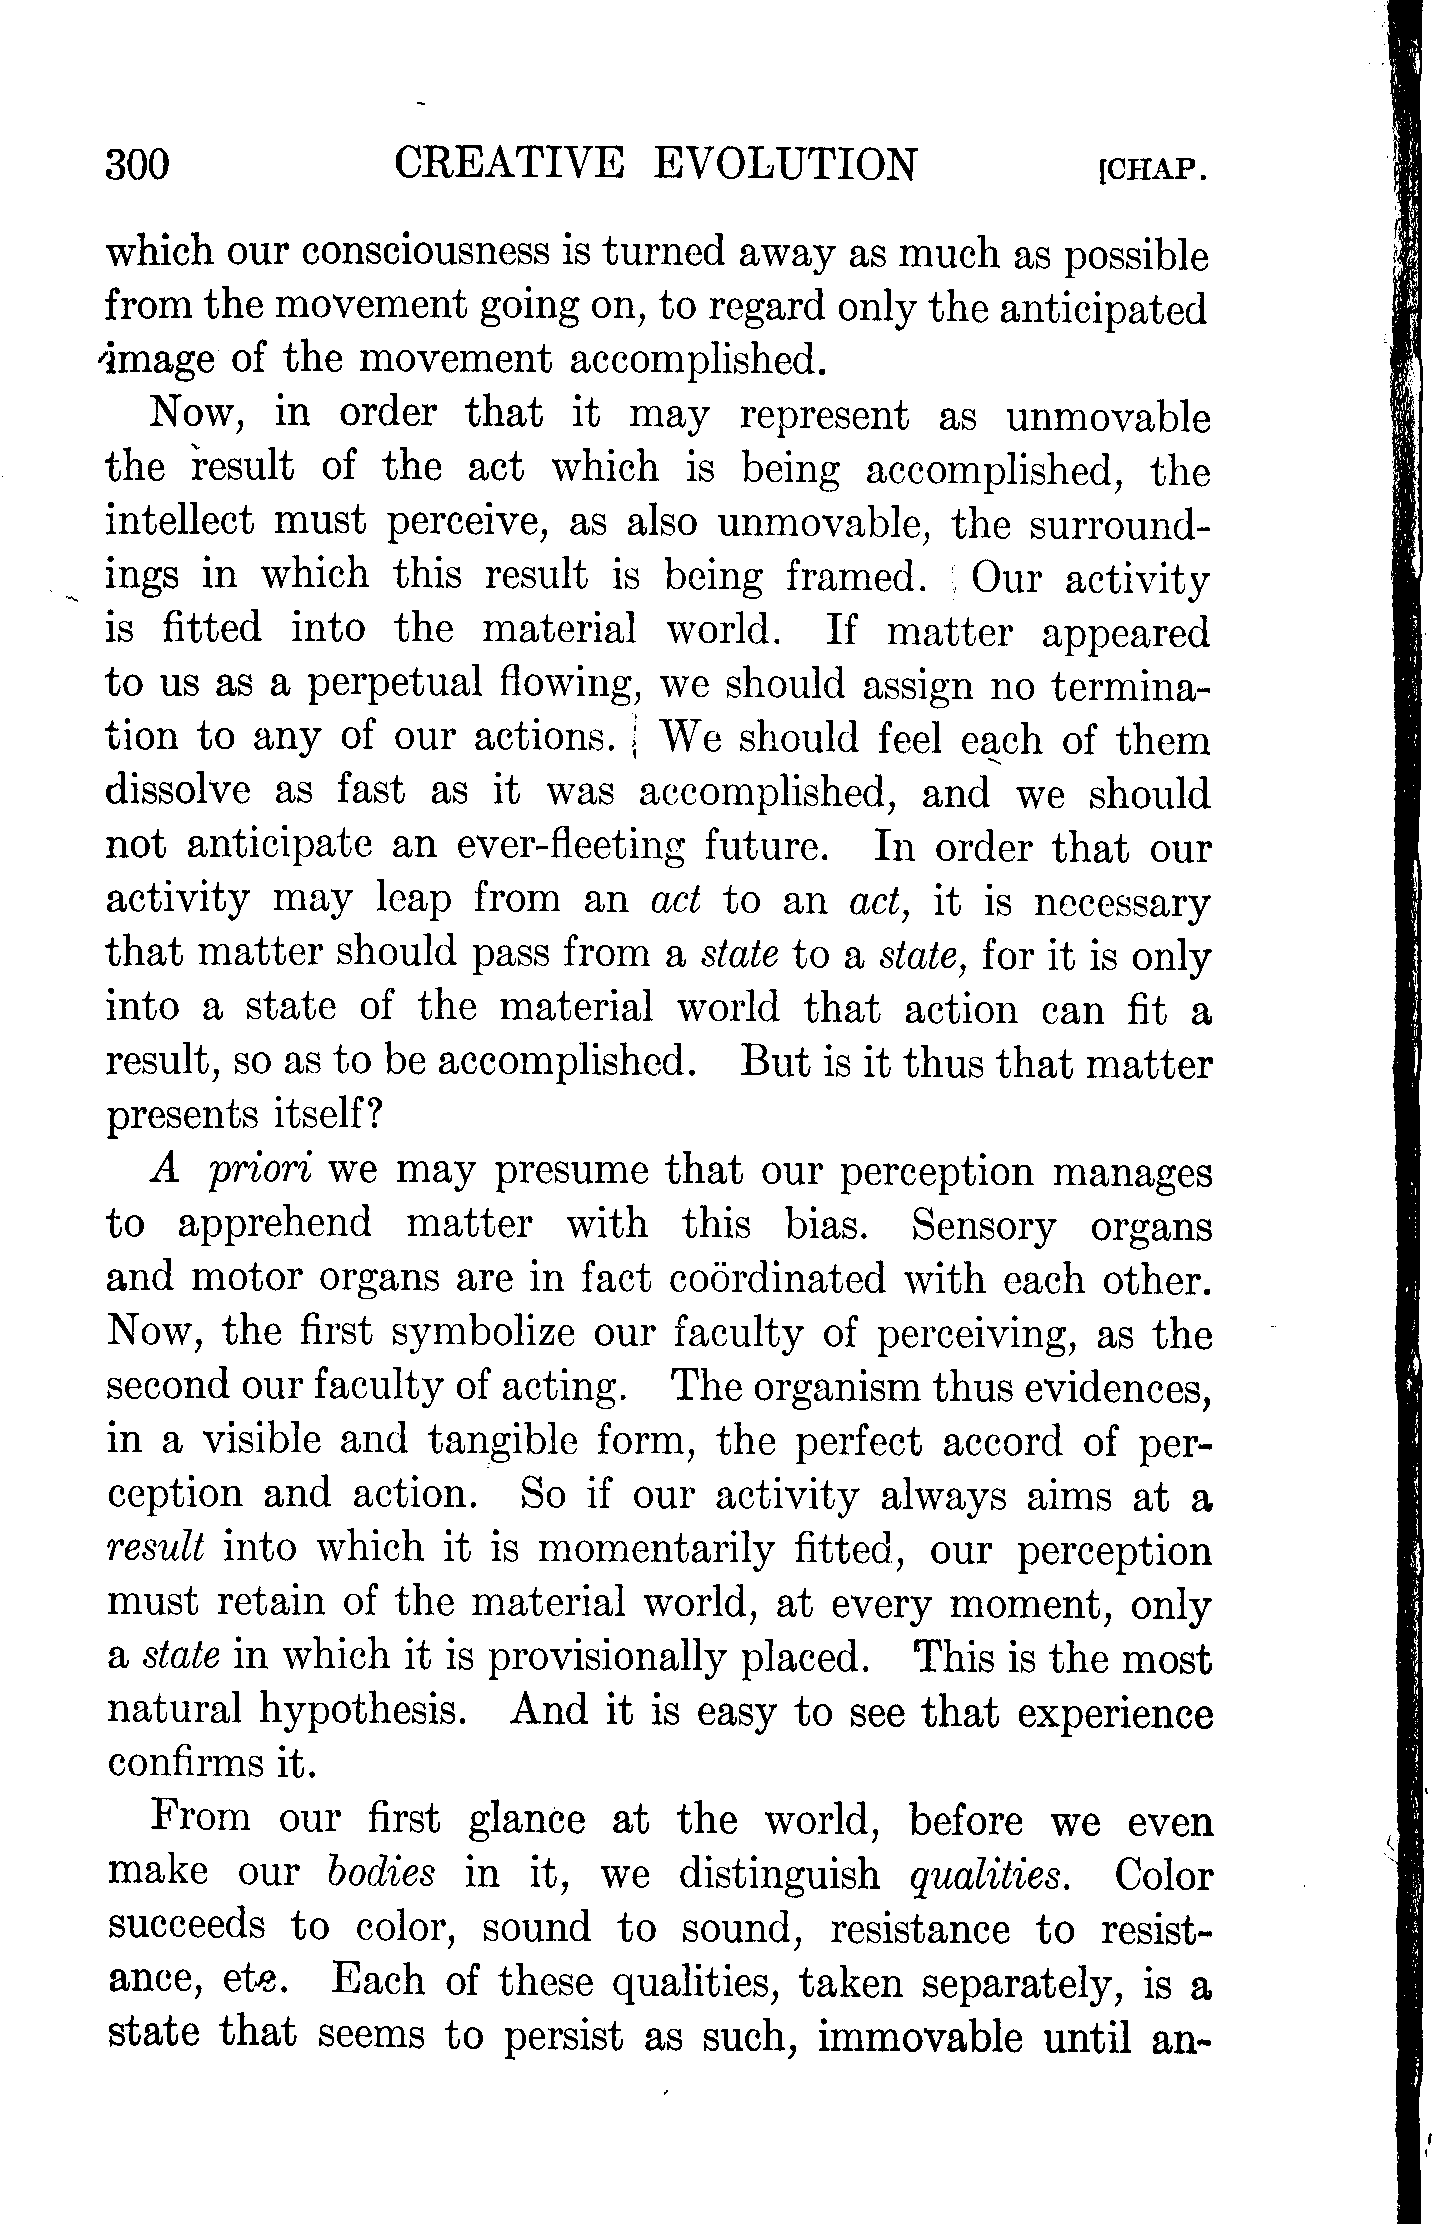 300 CREATIVE EVOLUTION [CHAP.
which our consciousness is turned away as much as possible
from the movement going on, to regard only the anticipated
image of the movement accomplished.
Now, in order that it may represent as unmovable
the result of the act which is being accomplished, the
intellect must perceive, as also unmovable, the surround-
ings in which this result is being framed. Our activity
is fitted into the material world. If matter appeared
to us as a perpetual flowing, we should assign no termina-
tion to any of our actions. We should feel each of them
dissolve as fast as it was accomplished, and we should
not anticipate an ever-fleeting future. In order that our
activity may leap from an act to an act, it is necessary
that matter should pass from a state to a state, for it is only
into a state of the material world that action can fit a
result, so as to be accomplished. But is it thus that matter
presents itself?
A priori we may presume that our perception manages
to apprehend matter with this bias. Sensory organs
and motor organs are in fact coördinated with each other.
Now, the first symbolize our faculty of perceiving, as the
second our faculty of acting. The organism thus evidences,
in a visible and tangible form, the perfect accord of per-
ception and action. So if our activity always aims at a
result into which it is momentarily fitted, our perception
must retain of the material world, at every moment, only
a state in which it is provisionally placed. This is the most
natural hypothesis. And it is easy to see that experience
confirms it.
From our first glance at the world, before we even
make our bodies in it, we distinguish qualities. Color
succeeds to color, sound to sound, resistance to resist-
ance, etc. Each of these qualities, taken separately, is a
state that seems to persist as such, immovable until an-